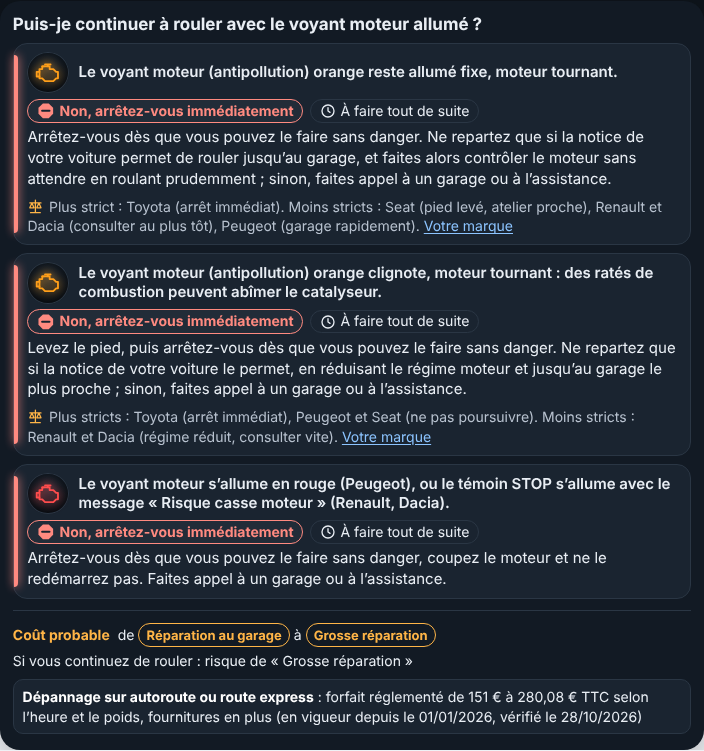 Puis-je continuer à rouler avec le voyant moteur allumé ?
Le voyant moteur (antipollution) orange reste allumé fixe, moteur tournant.
Non, arrêtez-vous immédiatement
À faire tout de suite
Arrêtez-vous dès que vous pouvez le faire sans danger. Ne repartez que si la notice de
votre voiture permet de rouler jusqu’au garage, et faites alors contrôler le moteur sans
attendre en roulant prudemment ; sinon, faites appel à un garage ou à l’assistance.
Plus strict : Toyota (arrêt immédiat). Moins stricts : Seat (pied levé, atelier proche), Renault et
Dacia (consulter au plus tôt), Peugeot (garage rapidement). Votre marque
Le voyant moteur (antipollution) orange clignote, moteur tournant : des ratés de
combustion peuvent abîmer le catalyseur.
Non, arrêtez-vous immédiatement
À faire tout de suite
Levez le pied, puis arrêtez-vous dès que vous pouvez le faire sans danger. Ne repartez que
si la notice de votre voiture le permet, en réduisant le régime moteur et jusqu’au garage le
plus proche ; sinon, faites appel à un garage ou à l’assistance.
Plus stricts : Toyota (arrêt immédiat), Peugeot et Seat (ne pas poursuivre). Moins stricts :
Renault et Dacia (régime réduit, consulter vite). Votre marque
Le voyant moteur s’allume en rouge (Peugeot), ou le témoin STOP s’allume avec le
message « Risque casse moteur » (Renault, Dacia).
Non, arrêtez-vous immédiatement
À faire tout de suite
Arrêtez-vous dès que vous pouvez le faire sans danger, coupez le moteur et ne le
redémarrez pas. Faites appel à un garage ou à l’assistance.
Coût probable de Réparation au garage à Grosse réparation
Si vous continuez de rouler : risque de « Grosse réparation »
Dépannage sur autoroute ou route express : forfait réglementé de 151 € à 280,08 € TTC selon
l’heure et le poids, fournitures en plus (en vigueur depuis le 01/01/2026, vérifié le 28/10/2026)